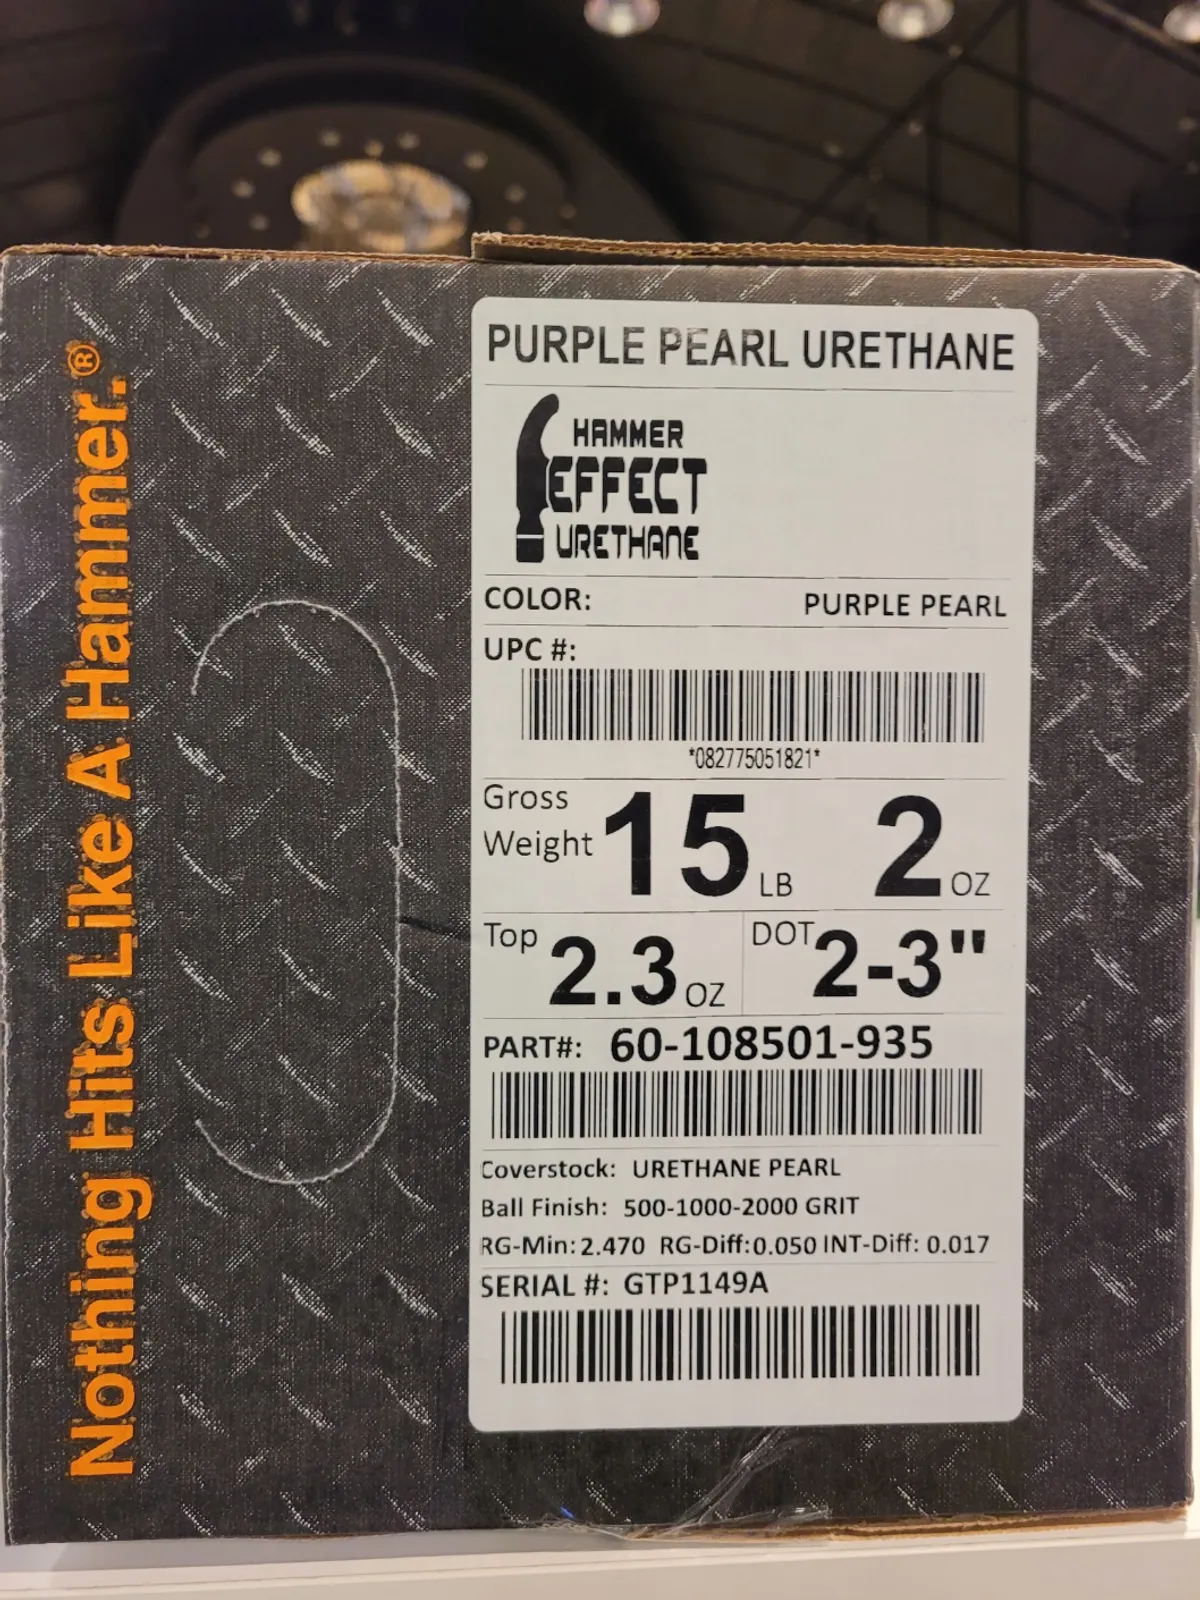 Nothing Hits Like A Hammer.®
PURPLE PEARL URETHANE
HAMMER
EFFECT
URETHANE
COLOR: PURPLE PEARL
UPC #:
*082775051821*
Gross Weight 15 LB 2 OZ
Top 2.3 OZ DOT 2-3"
PART#: 60-108501-935
Coverstock: URETHANE PEARL
Ball Finish: 500-1000-2000 GRIT
RG-Min: 2.470 RG-Diff: 0.050 INT-Diff: 0.017
SERIAL #: GTP1149A